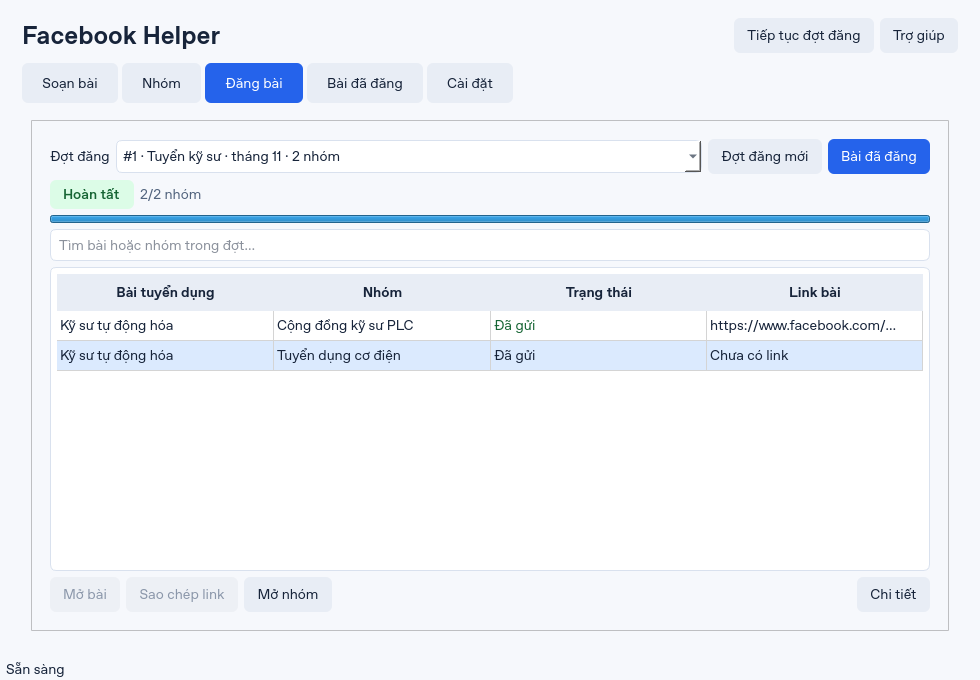 Facebook Helper
Tiếp tục đợt đăng
Trợ giúp
Soạn bài
Nhóm
Đăng bài
Bài đã đăng
Cài đặt
Đợt đăng
#1 · Tuyển kỹ sư · tháng 11 · 2 nhóm
Đợt đăng mới
Bài đã đăng
Hoàn tất
2/2 nhóm
Tìm bài hoặc nhóm trong đợt...
Bài tuyển dụng
Nhóm
Trạng thái
Link bài
Kỹ sư tự động hóa
Cộng đồng kỹ sư PLC
Đã gửi
https://www.facebook.com/...
Kỹ sư tự động hóa
Tuyển dụng cơ điện
Đã gửi
Chưa có link
Mở bài
Sao chép link
Mở nhóm
Chi tiết
Sẵn sàng